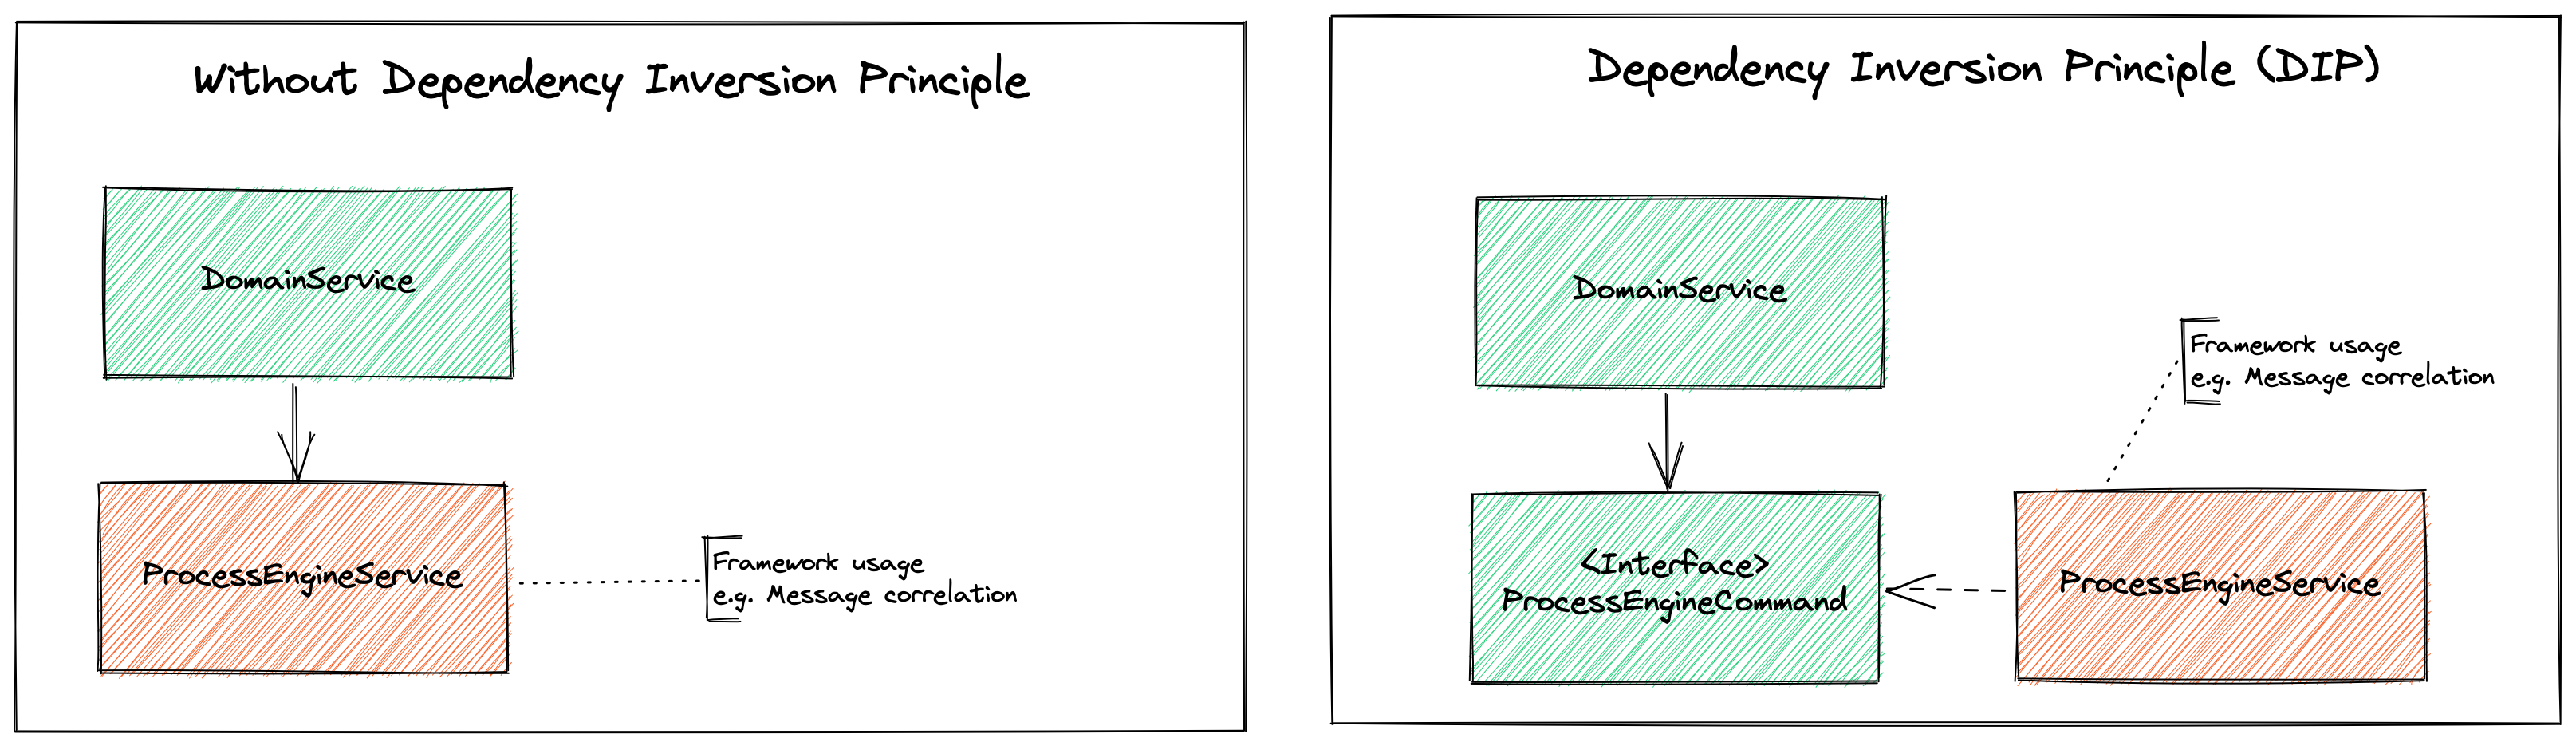 Without Dependency Inversion Principle
DomainService
ProcessEngineService
Framework usage
e.g. Message correlation
Dependency Inversion Principle (DIP)
DomainService
Framework usage
e.g. Message correlation
<Interface>
ProcessEngineCommand
ProcessEngineService